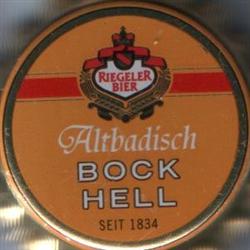 RIEGELER
BIER
Altbadisch
BOCK
HELL
SEIT 1834